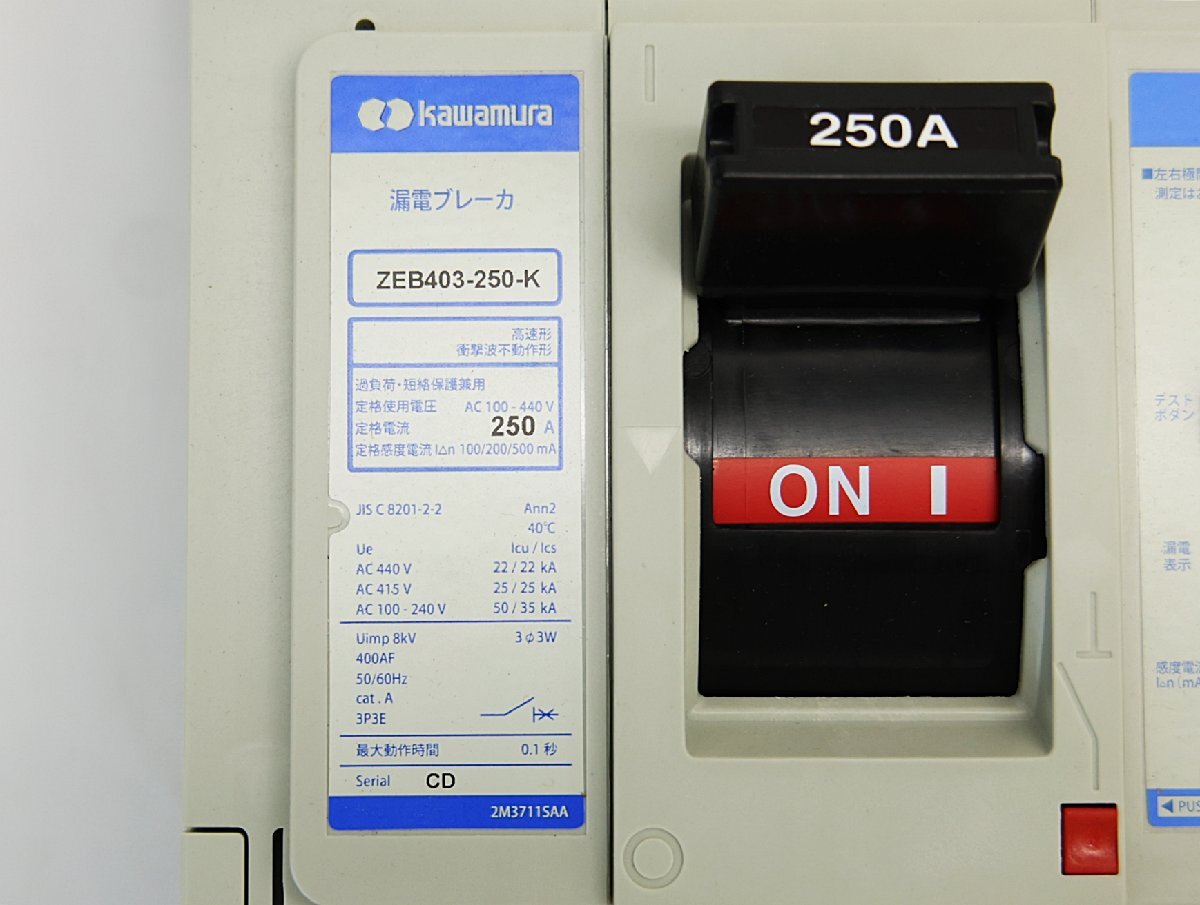 kawamura
漏電ブレーカ
ZEB403-250-K
高速形
衝撃波不動作形
過負荷・短絡保護兼用
定格使用電圧 AC 100 - 440 V
定格電流 250 A
定格感度電流 I△n 100/200/500 mA
JIS C 8201-2-2 Ann2
40℃
Ue Icu / Ics
AC 440 V 22 / 22 kA
AC 415 V 25 / 25 kA
AC 100 - 240 V 50 / 35 kA
Uimp 8kV 3φ3W
400AF
50/60Hz
cat . A
3P3E
最大動作時間 0.1 秒
Serial CD
2M3711SAA
250A
ON I
■左右極間
測定はお
テスト
ボタン
漏電
表示
感度電流
I△n (mA
◀ PUS